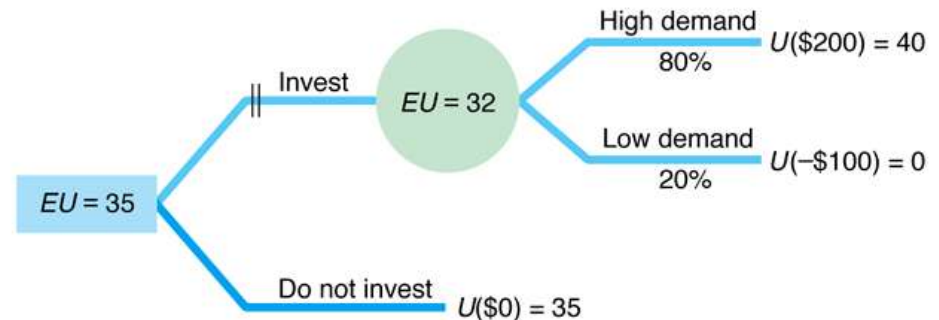 High demand
80%
U($200) = 40
Invest
EU = 32
Low demand
20%
U(–$100) = 0
EU = 35
Do not invest
U($0) = 35